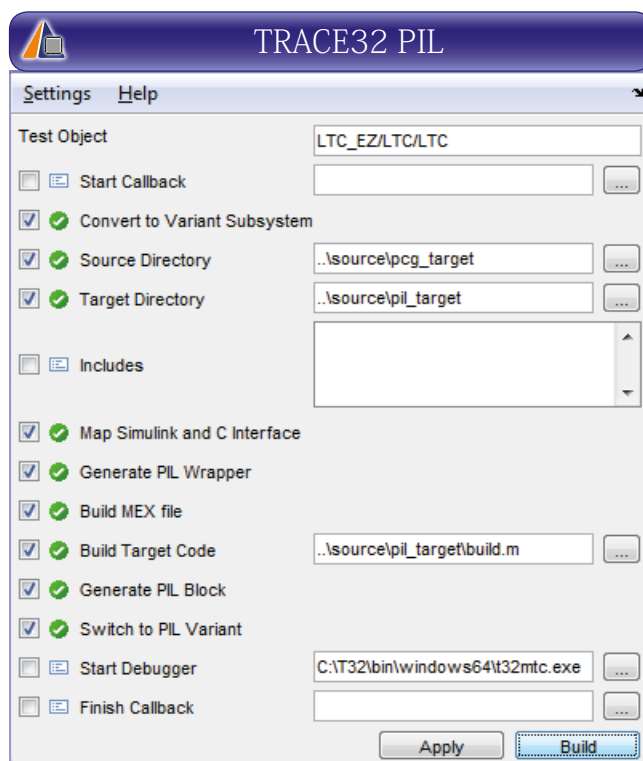 TRACE32 PIL
Settings Help
Test Object LTC_EZ/LTC/LTC
Start Callback ...
Convert to Variant Subsystem
Source Directory ..\source\pcg_target ...
Target Directory ..\source\pil_target ...
Includes
Map Simulink and C Interface
Generate PIL Wrapper
Build MEX file
Build Target Code ..\source\pil_target\build.m ...
Generate PIL Block
Switch to PIL Variant
Start Debugger C:\T32\bin\windows64\t32mtc.exe ...
Finish Callback ...
Apply Build